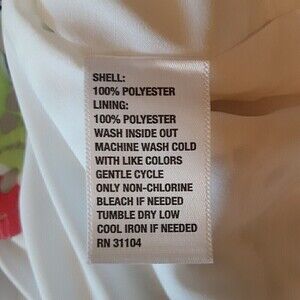 SHELL:
100% POLYESTER
LINING:
100% POLYESTER
WASH INSIDE OUT
MACHINE WASH COLD
WITH LIKE COLORS
GENTLE CYCLE
ONLY NON-CHLORINE
BLEACH IF NEEDED
TUMBLE DRY LOW
COOL IRON IF NEEDED
RN 31104